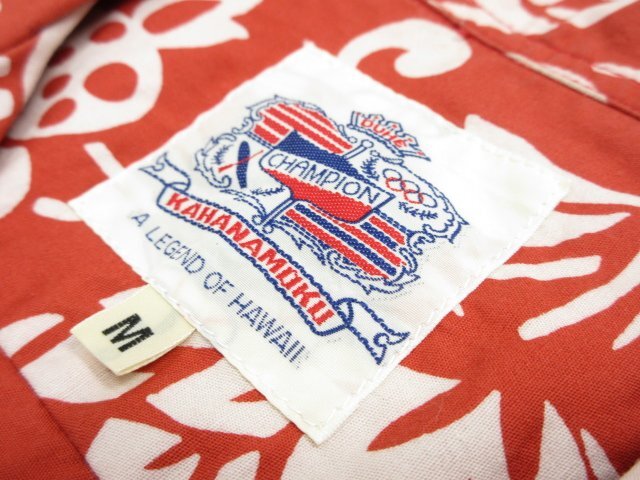 DUKE
CHAMPION
KAHANAMOKU
A LEGEND OF HAWAII
M